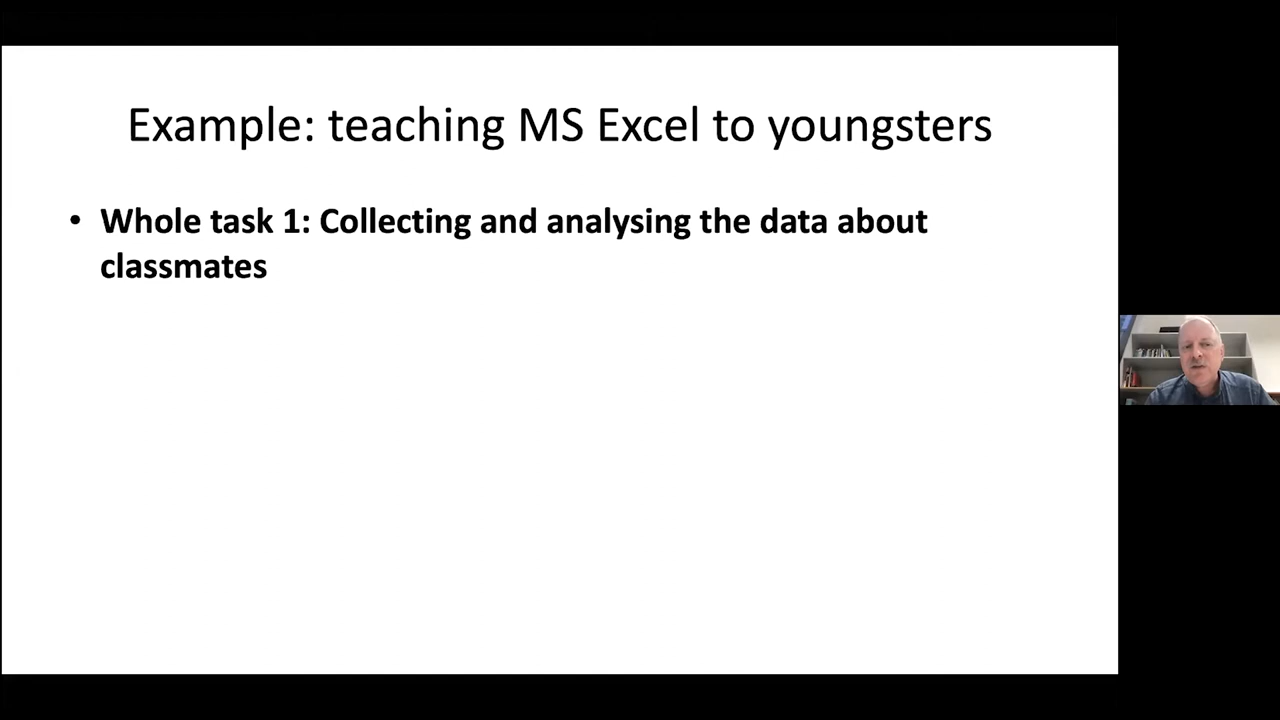 Example: teaching MS Excel to youngsters
• Whole task 1: Collecting and analysing the data about
classmates